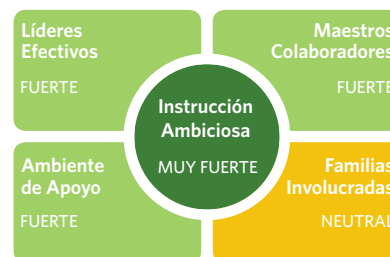 Líderes
Efectivos
FUERTE
Maestros
Colaboradores
FUERTE
Instrucción
Ambiciosa
MUY FUERTE
Ambiente
de Apoyo
FUERTE
Familias
Involucradas
NEUTRAL